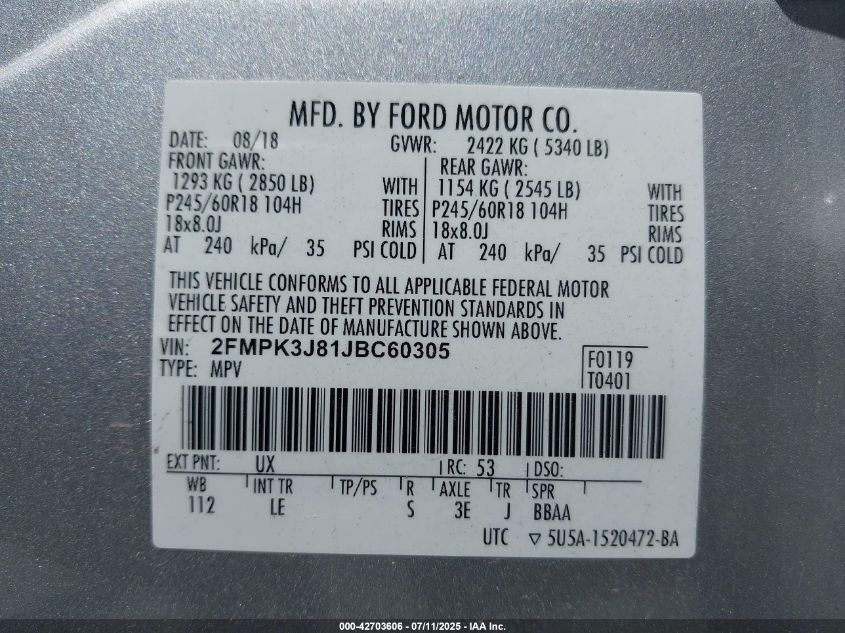 MFD. BY FORD MOTOR CO.
DATE: 08/18 GVWR: 2422 KG ( 5340 LB)
FRONT GAWR: REAR GAWR:
1293 KG ( 2850 LB) WITH 1154 KG ( 2545 LB) WITH
P245/60R18 104H TIRES P245/60R18 104H TIRES
18x8.0J RIMS 18x8.0J RIMS
AT 240 kPa/ 35 PSI COLD AT 240 kPa/ 35 PSI COLD
THIS VEHICLE CONFORMS TO ALL APPLICABLE FEDERAL MOTOR
VEHICLE SAFETY AND THEFT PREVENTION STANDARDS IN
EFFECT ON THE DATE OF MANUFACTURE SHOWN ABOVE.
VIN: 2FMPK3J81JBC60305 F0119
TYPE: MPV T0401
EXT PNT: UX RC: 53 DSO:
WB INT TR TP/PS R AXLE TR SPR
112 LE S 3E J BBAA
UTC ▽ 5U5A-1520472-BA
000-42703606 - 07/11/2025 - IAA Inc.